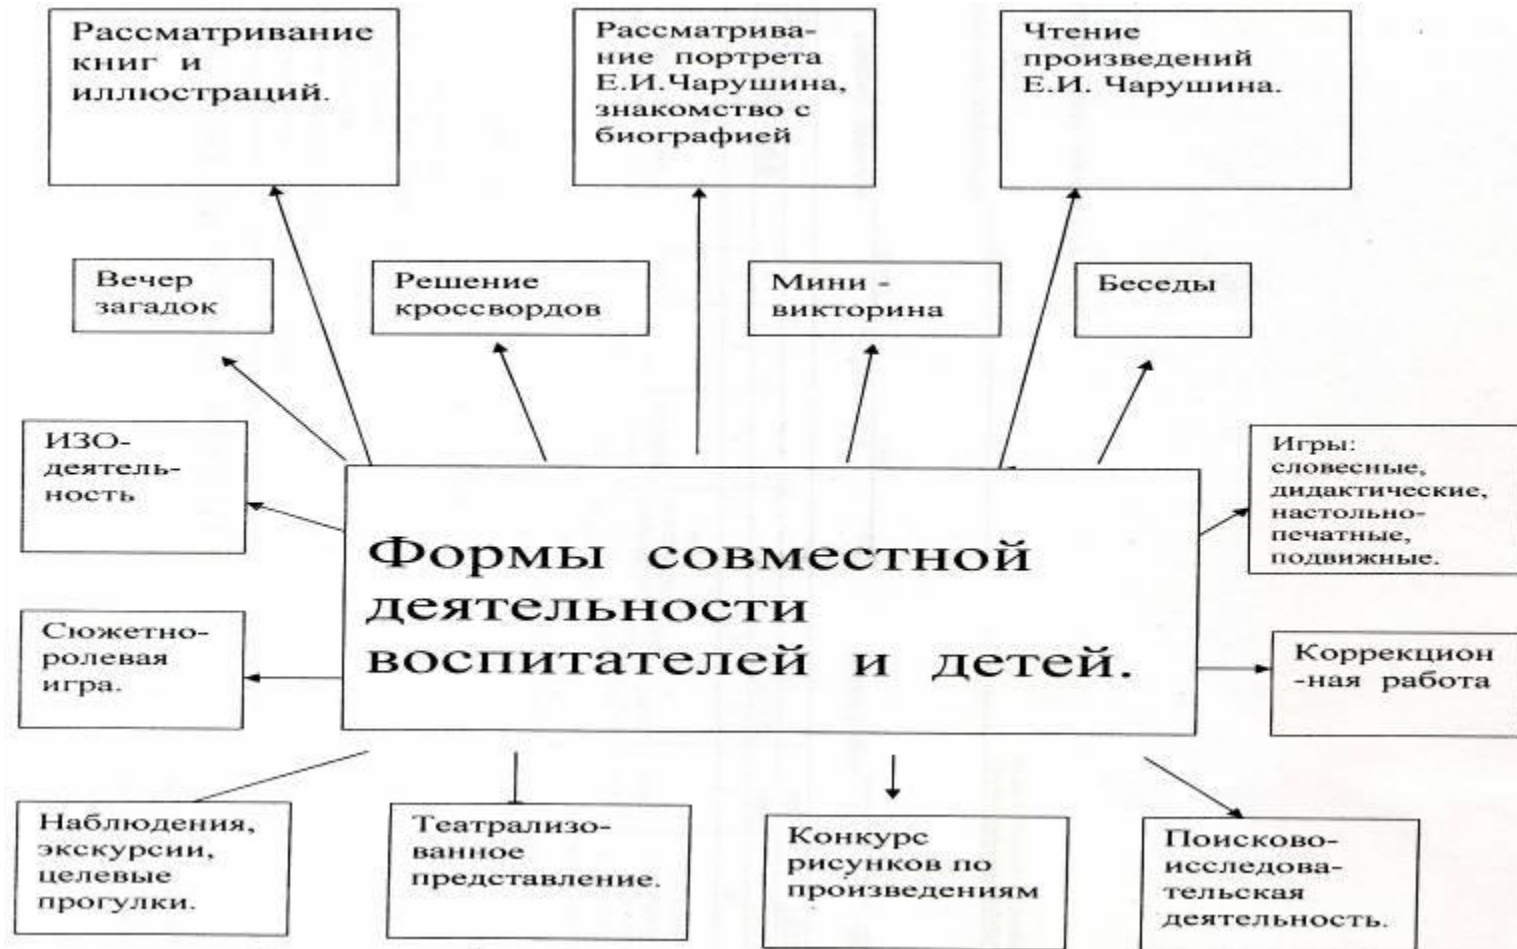 Рассматривание
книг и
иллюстраций.
Рассматрива-
ние портрета
Е.И.Чарушина,
знакомство с
биографией
Чтение
произведений
Е.И. Чарушина.
Вечер
загадок
Решение
кроссвордов
Мини -
викторина
Беседы
ИЗО-
деятель-
ность
Игры:
словесные,
дидактические,
настольно-
печатные,
подвижные.
Формы совместной
деятельности
воспитателей и детей.
Сюжетно-
ролевая
игра.
Коррекцион
-ная работа
Наблюдения,
экскурсии,
целевые
прогулки.
Театрализо-
ванное
представление.
Конкурс
рисунков по
произведениям
Поисково-
исследова-
тельская
деятельность.